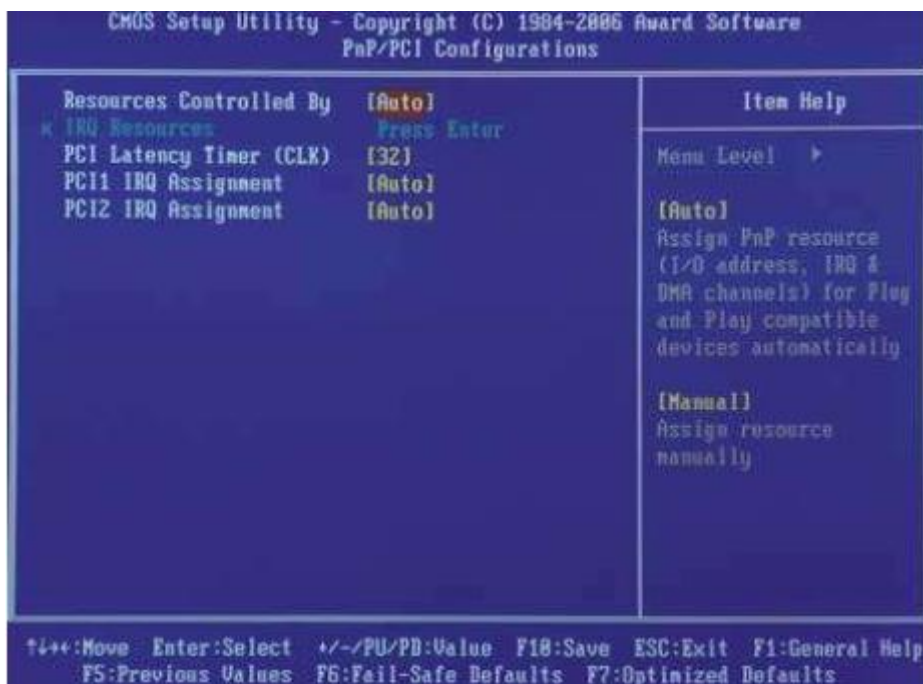 CMOS Setup Utility - Copyright (C) 1984-2006 Award Software
PnP/PCI Configurations
Resources Controlled By [Auto]
x IRQ Resources Press Enter
PCI Latency Timer (CLK) [32]
PCI1 IRQ Assignment [Auto]
PCI2 IRQ Assignment [Auto]
Item Help
Menu Level ▸
[Auto]
Assign PnP resource
(I/O address, IRQ &
DMA channels) for Plug
and Play compatible
devices automatically
[Manual]
Assign resource
manually
↑↓→←:Move Enter:Select +/-/PU/PD:Value F10:Save ESC:Exit F1:General Help
F5:Previous Values F6:Fail-Safe Defaults F7:Optimized Defaults